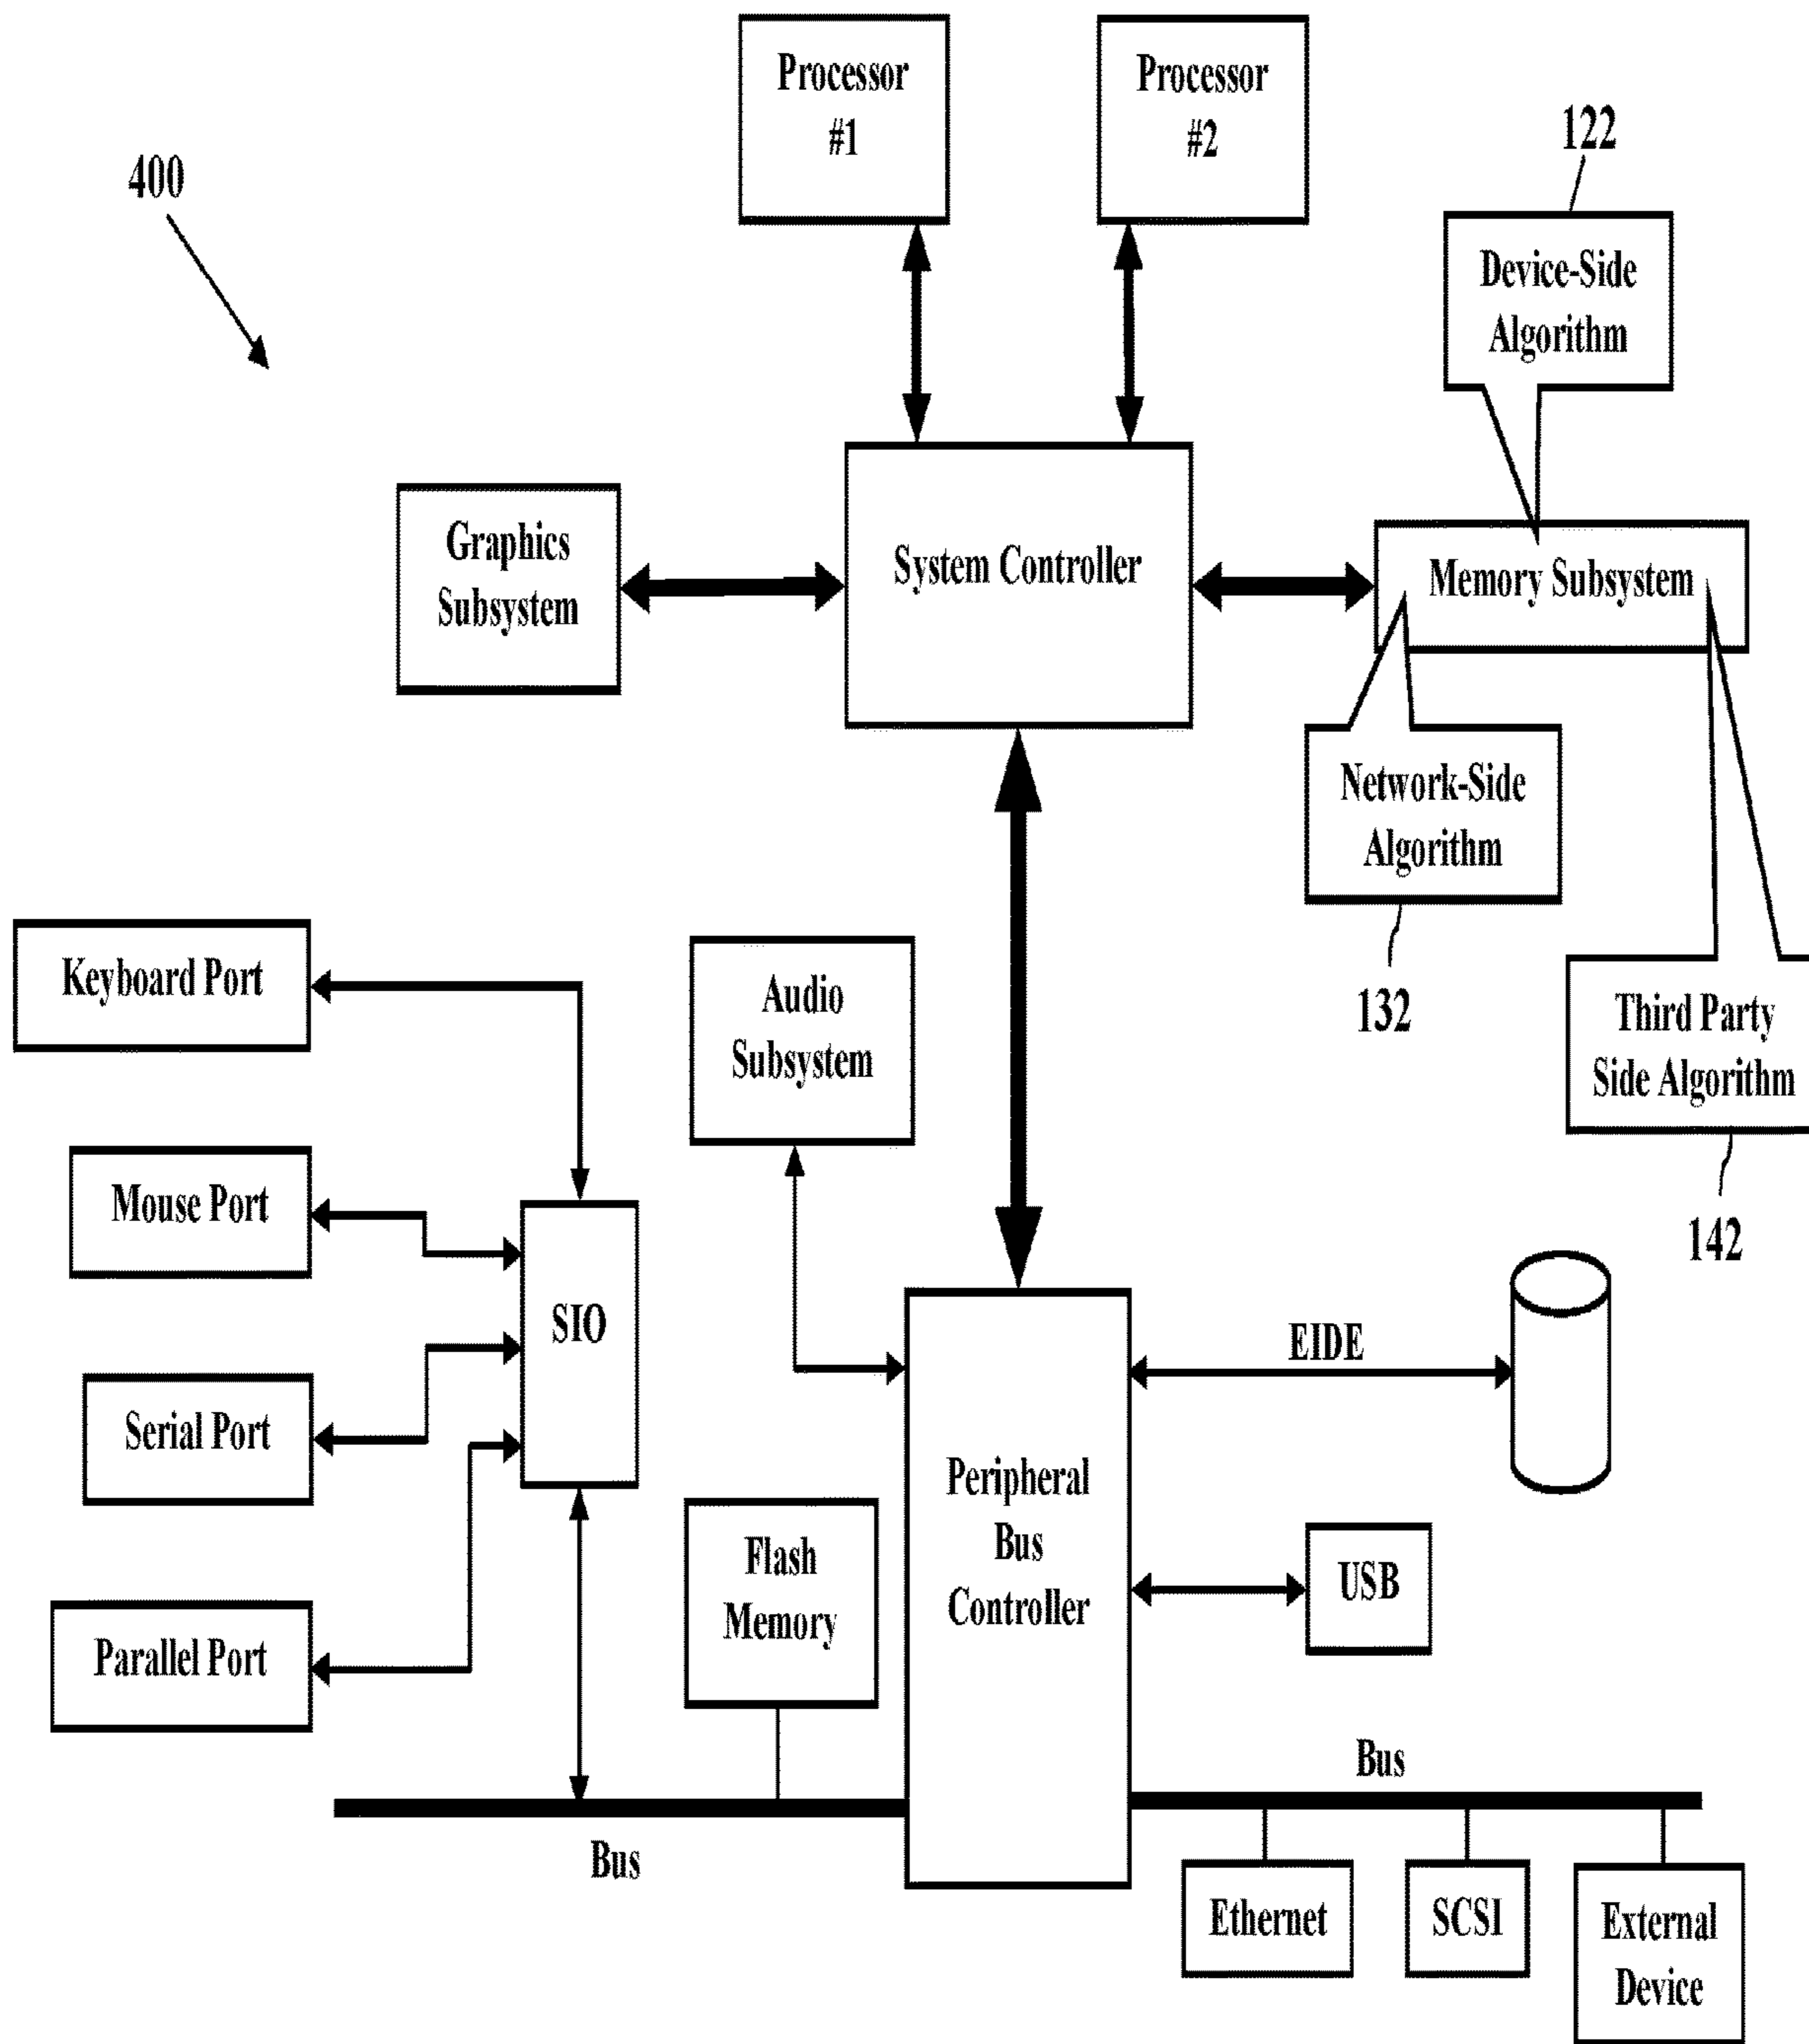 Processor
#1
Processor
#2
122
400
Device-Side
Algorithm
Graphics
Subsystem
System Controller
Memory Subsystem
Network-Side
Algorithm
132
Third Party
Side Algorithm
142
Keyboard Port
Audio
Subsystem
Mouse Port
SIO
EIDE
Serial Port
Peripheral
Bus
Controller
Flash
Memory
USB
Parallel Port
Bus
Bus
Ethernet
SCSI
External
Device